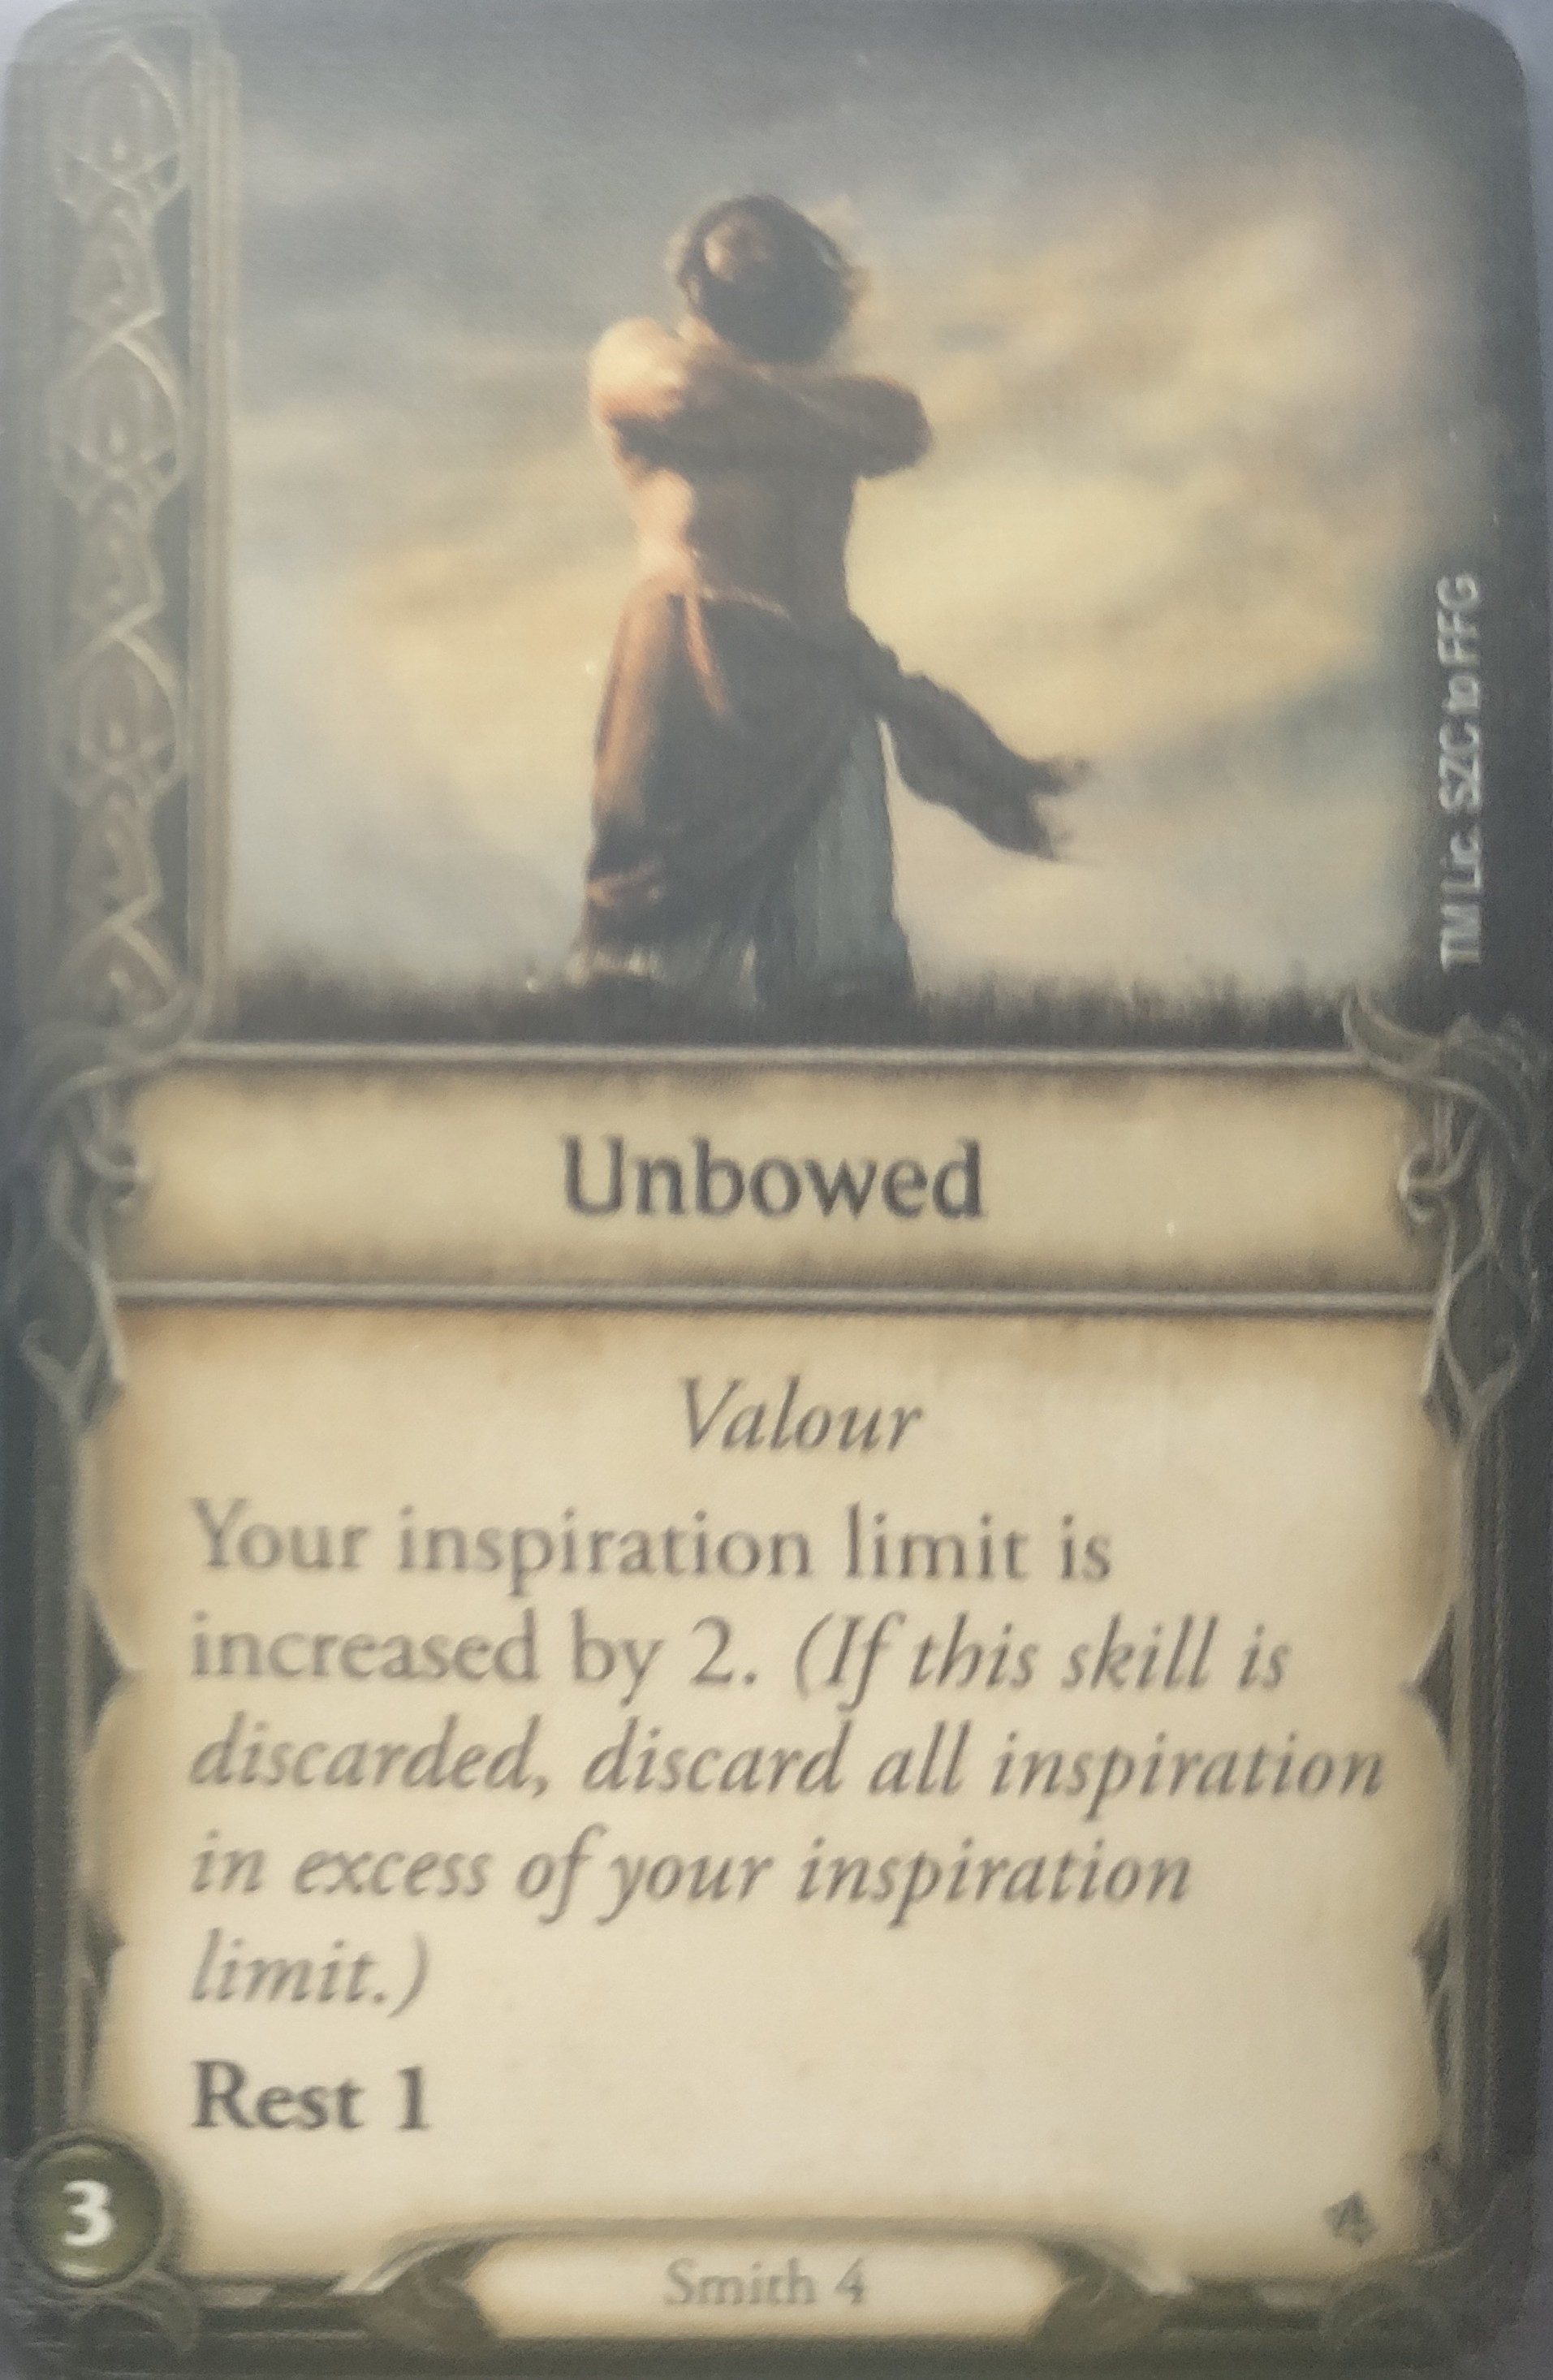 TM Lic. SZC to FFG
Unbowed
Valour
Your inspiration limit is
increased by 2. (If this skill is
discarded, discard all inspiration
in excess of your inspiration
limit.)
Rest 1
3
Smith 4